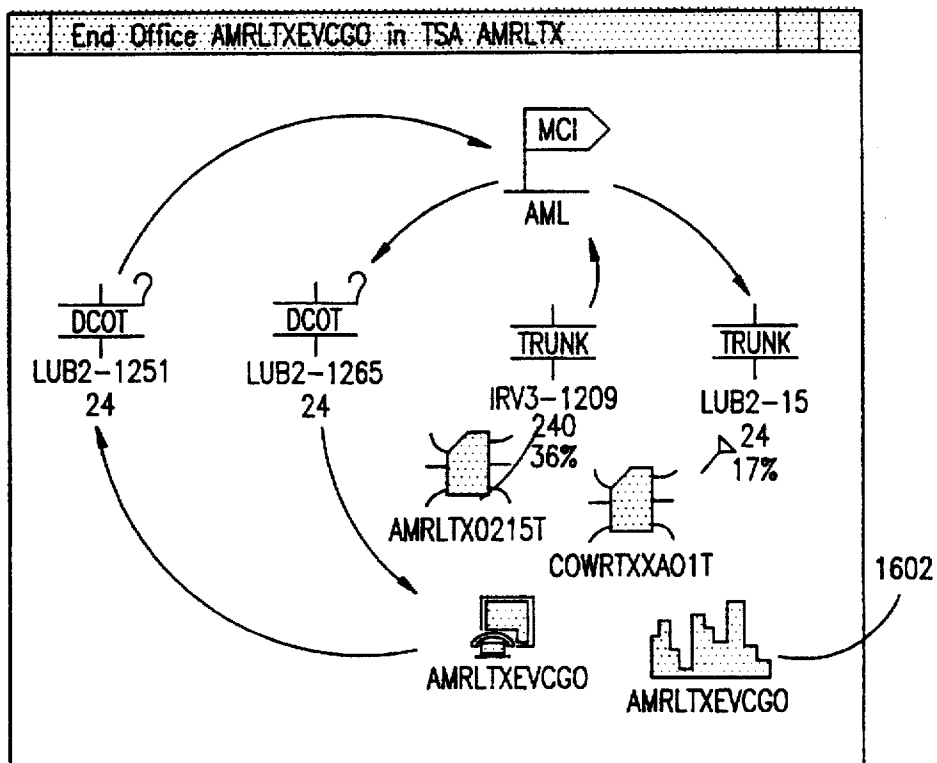 End Office AMRLTXEVCGO in TSA AMRLTX
MCI
AML
DCOT
LUB2-1251
24
DCOT
LUB2-1265
24
TRUNK
IRV3-1209
240
36%
TRUNK
LUB2-15
24
17%
AMRLTX0215T
COWRTXXA01T
1602
AMRLTXEVCGO
AMRLTXEVCGO